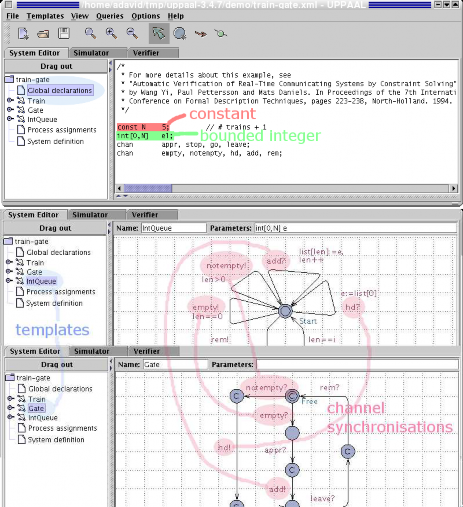 /home/adavid/tmp/uppaal-3.4.7/demo/train-gate.xml - UPPAAL
File Templates View Queries Options Help
System Editor Simulator Verifier
Drag out
train-gate
Global declarations
Train
Gate
IntQueue
Process assignments
System definition
/*
* For more details about this example, see
* "Automatic Verification of Real-Time Communicating Systems by Constraint Solving"
* by Wang Yi, Paul Pettersson and Mats Daniels. In Proceedings of the 7th Internati
* Conference on Formal Description Techniques, pages 223-238, North-Holland. 1994.
*/
const N 5; // # trains + 1
int[0,N] el;
chan appr, stop, go, leave;
chan empty, notempty, hd, add, rem;
constant
bounded integer
System Editor Simulator Verifier
Drag out
train-gate
Global declarations
Train
Gate
IntQueue
Process assignments
System definition
templates
Name: IntQueue Parameters: int[0,N] e
list[len]:=e,
len++
add?
notempty!
len>0
e:=list[0]
hd?
empty!
len==0
Start
rem!
len==i
System Editor Simulator Verifier
Drag out
train-gate
Global declarations
Train
Gate
IntQueue
Process assignments
System definition
Name: Gate Parameters:
notempty?
rem?
C
C
Free
empty?
channel
synchronisations
hd!
appr?
C
C
add!
leave?